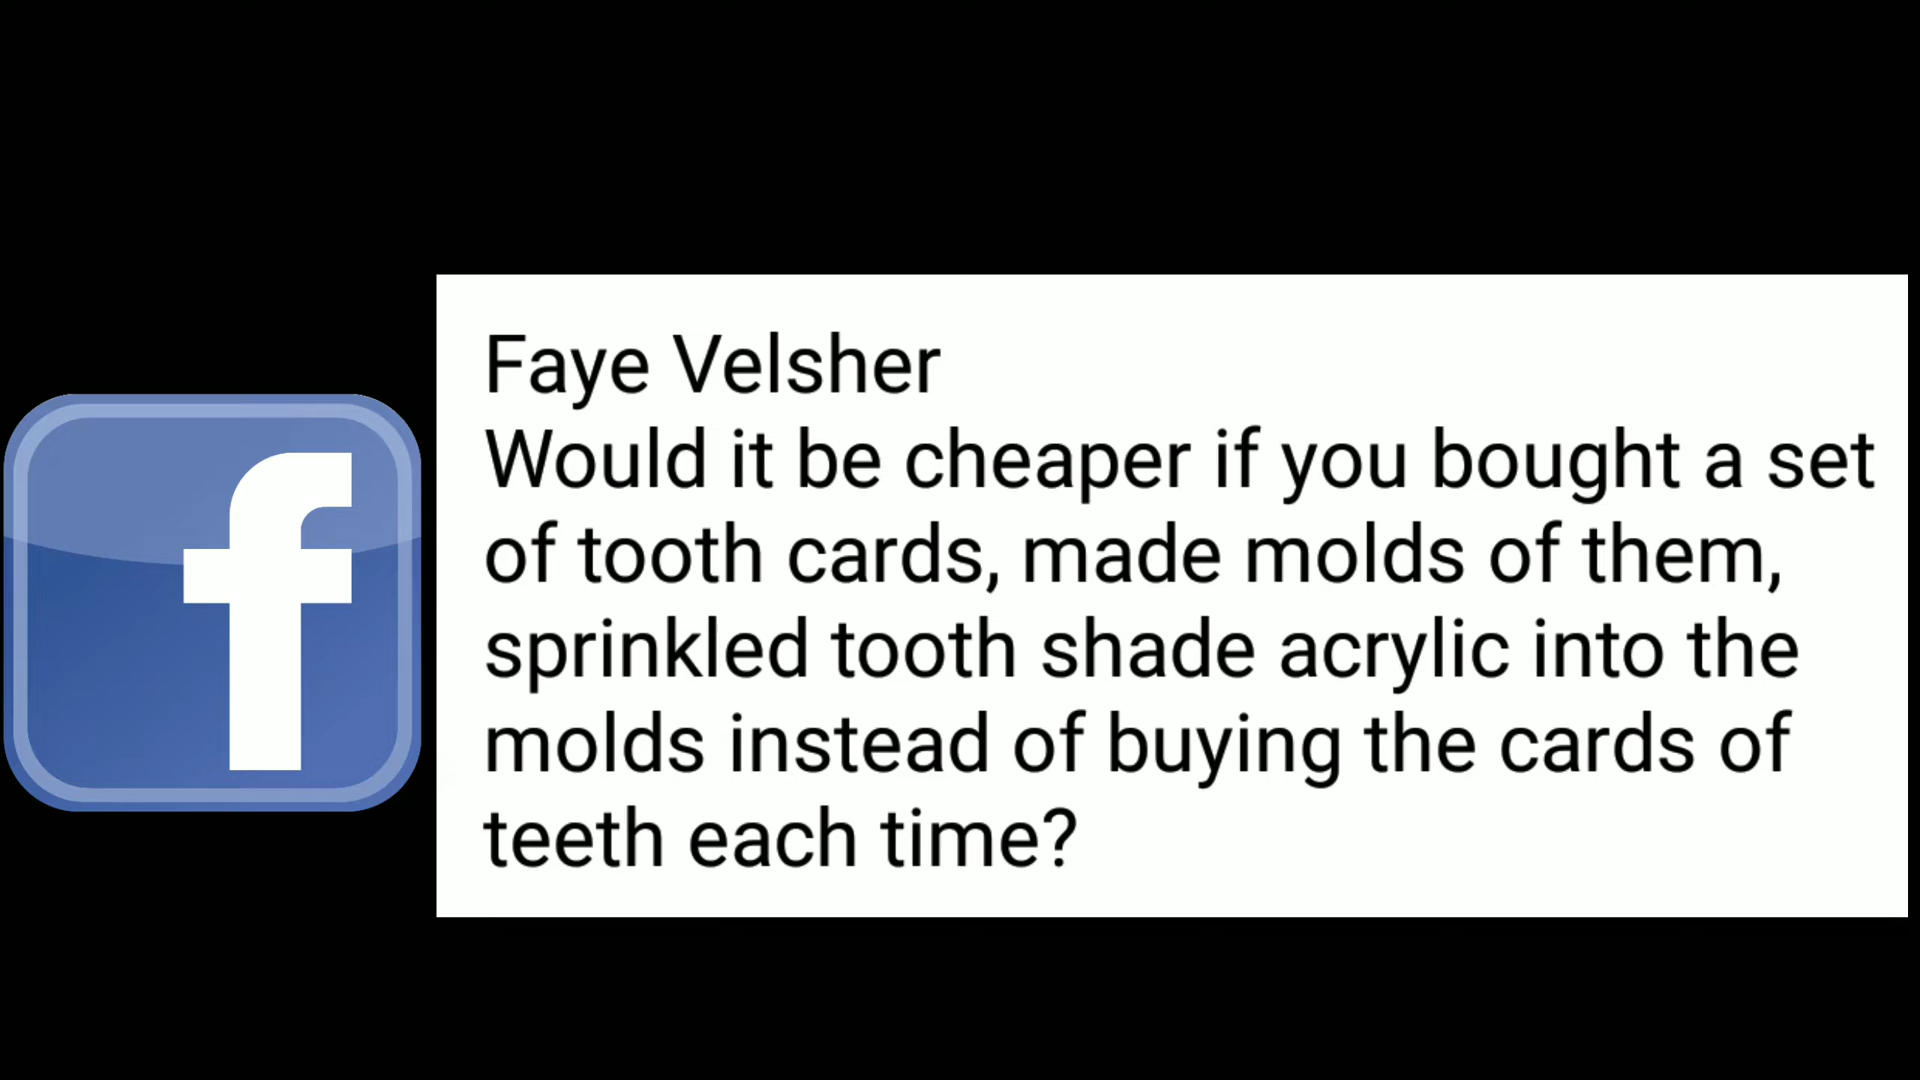 f
Faye Velsher
Would it be cheaper if you bought a set
of tooth cards, made molds of them,
sprinkled tooth shade acrylic into the
molds instead of buying the cards of
teeth each time?